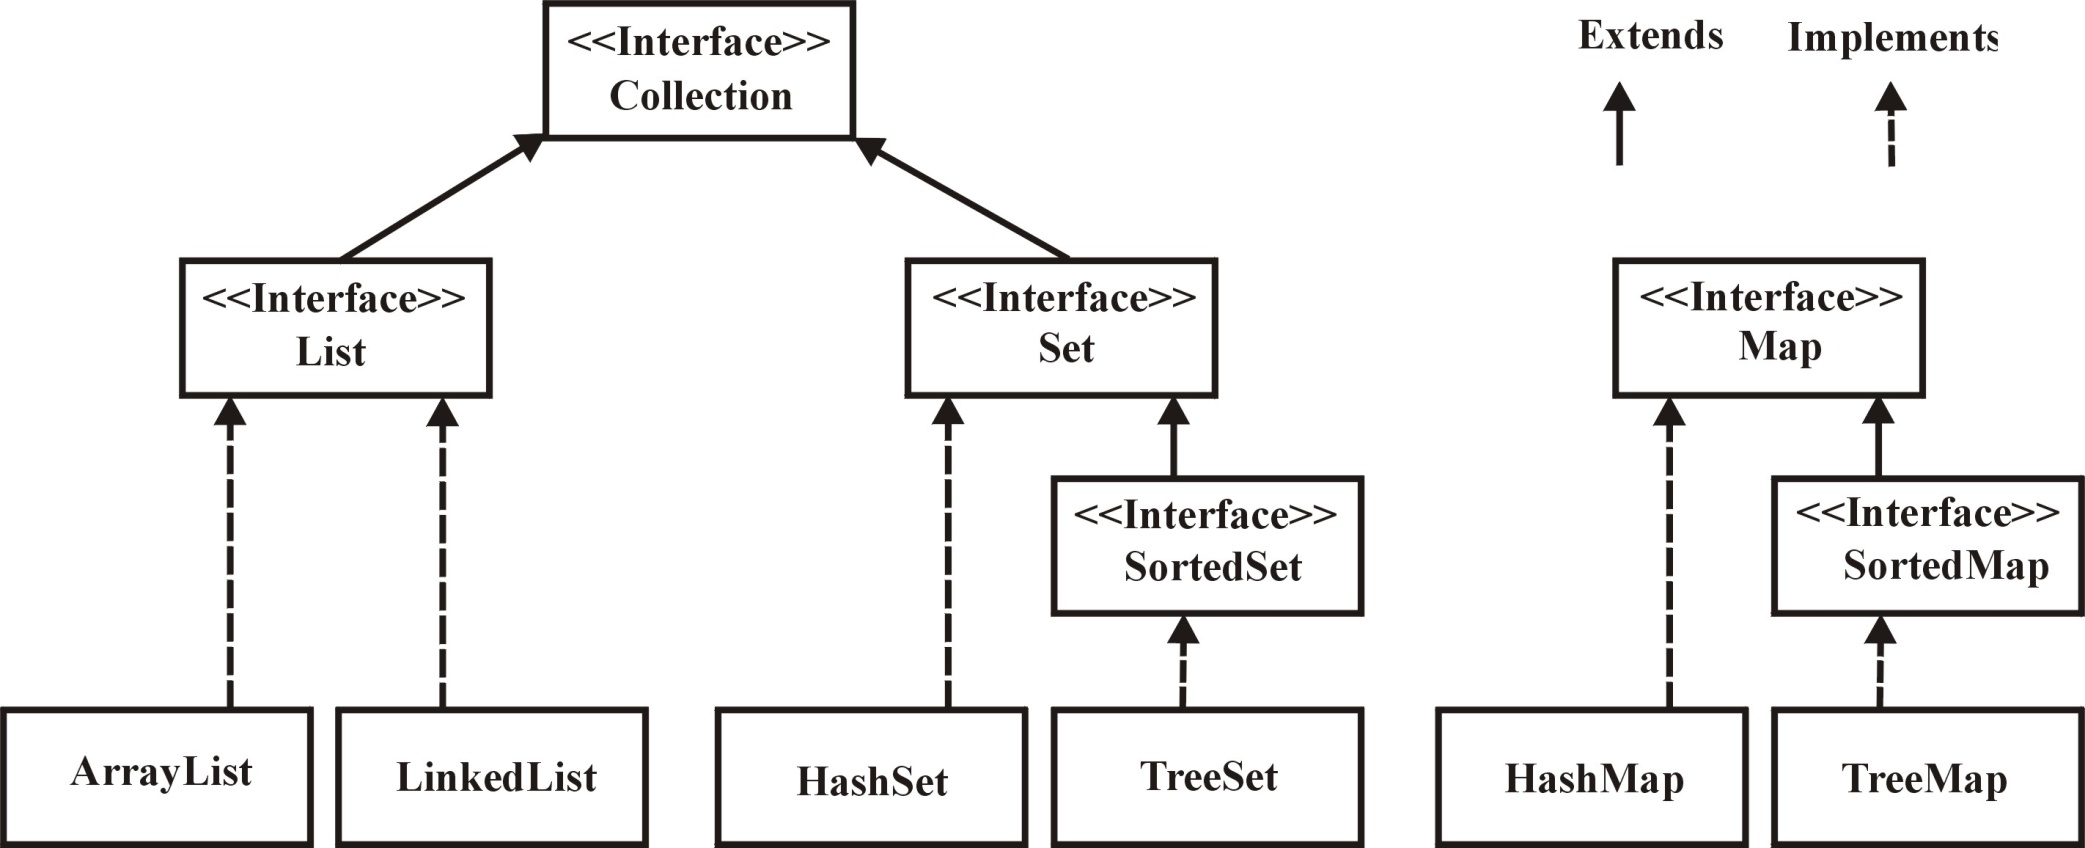 <<Interface>>
Collection
Extends
Implements
<<Interface>>
List
<<Interface>>
Set
<<Interface>>
Map
<<Interface>>
SortedSet
<<Interface>>
SortedMap
ArrayList
LinkedList
HashSet
TreeSet
HashMap
TreeMap